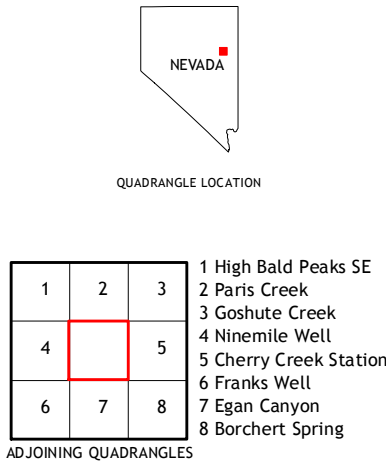 NEVADA
QUADRANGLE LOCATION
1 2 3
4 5
6 7 8
1 High Bald Peaks SE
2 Paris Creek
3 Goshute Creek
4 Ninemile Well
5 Cherry Creek Station
6 Franks Well
7 Egan Canyon
8 Borchert Spring
ADJOINING QUADRANGLES